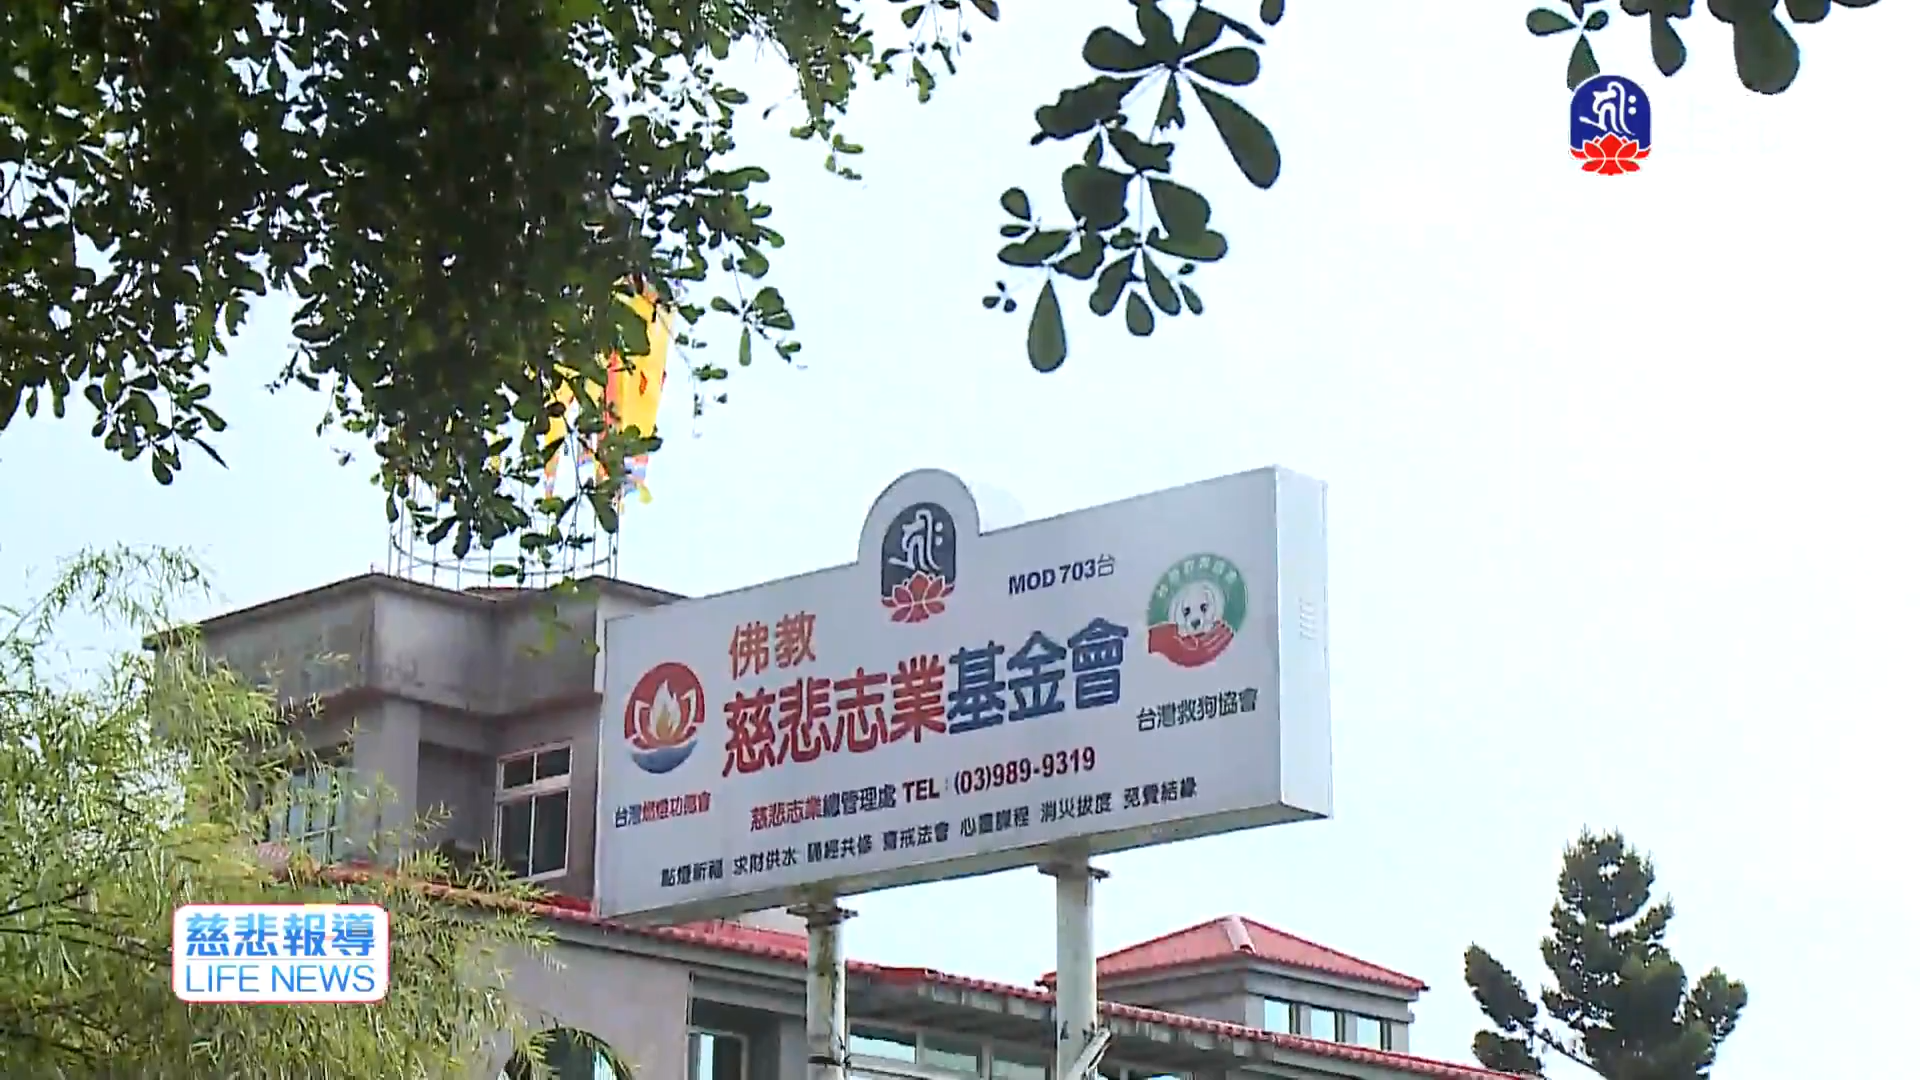 MOD 703台
佛教
慈悲志業基金會
台灣救狗協會
台灣燃燈功德會
慈悲志業總管理處 TEL：(03)989-9319
點燈祈福 求財供水 誦經共修 齋戒法會 心靈課程 消災拔度 免費結緣
慈悲報導
LIFE NEWS